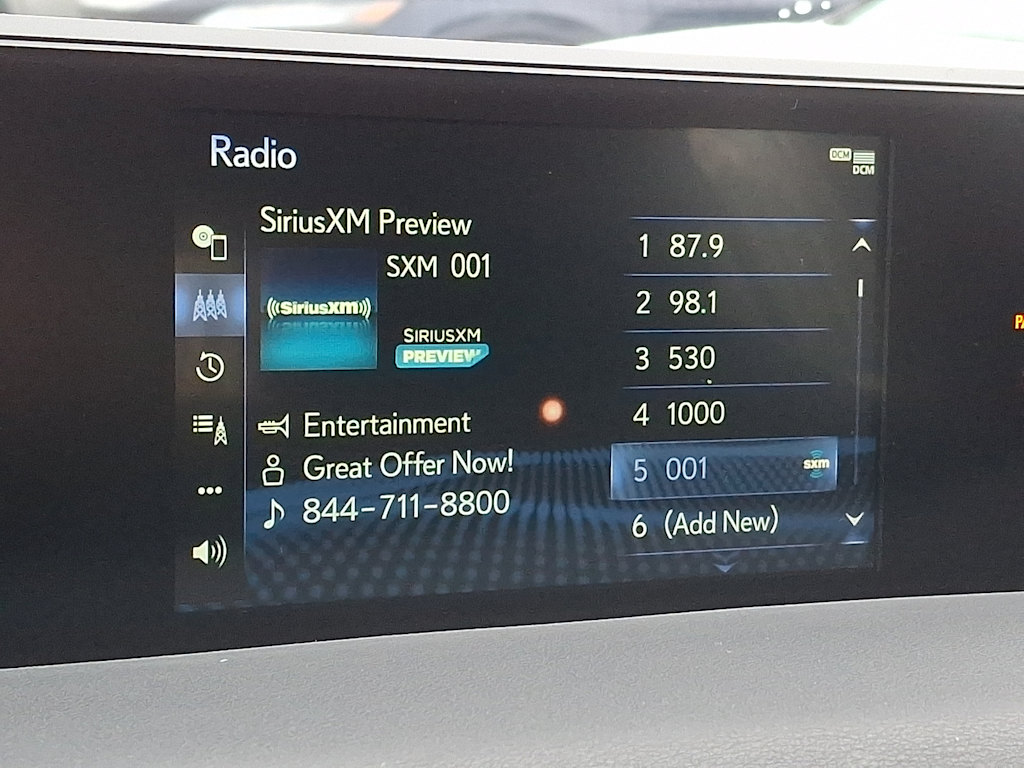 Radio
DCM
DCM
SiriusXM Preview
SXM 001
((SiriusXM))
SIRIUSXM
PREVIEW
Entertainment
Great Offer Now!
844-711-8800
1 87.9
2 98.1
3 530
4 1000
5 001 sxm
6 (Add New)